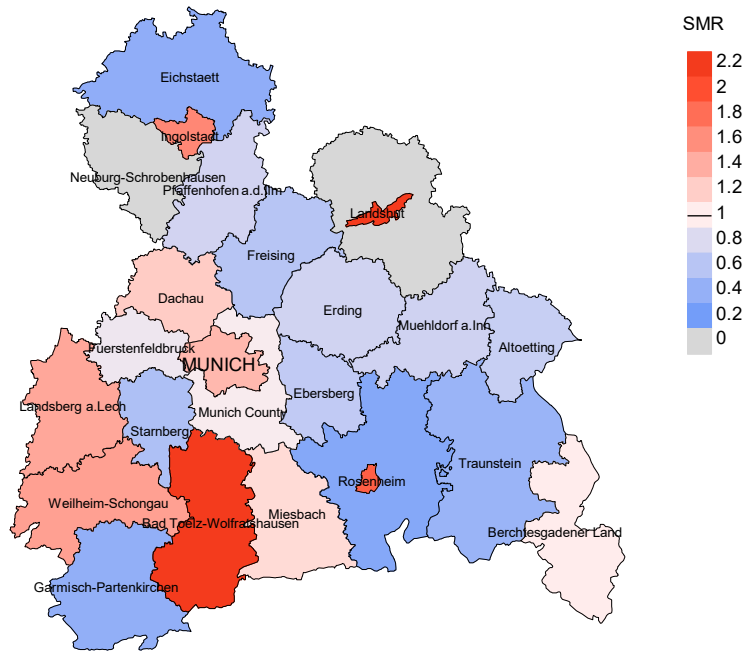 SMR
2.2
2
1.8
1.6
1.4
1.2
1
0.8
0.6
0.4
0.2
0
Eichstaett
Ingolstadt
Neuburg-Schrobenhausen
Pfaffenhofen a.d.Ilm
Landshut
Freising
Dachau
Erding
Muehldorf a.Inn
Altoetting
Fuerstenfeldbruck
MUNICH
Ebersberg
Landsberg a.Lech
Munich County
Starnberg
Traunstein
Rosenheim
Weilheim-Schongau
Miesbach
Bad Toelz-Wolfratshausen
Berchtesgadener Land
Garmisch-Partenkirchen